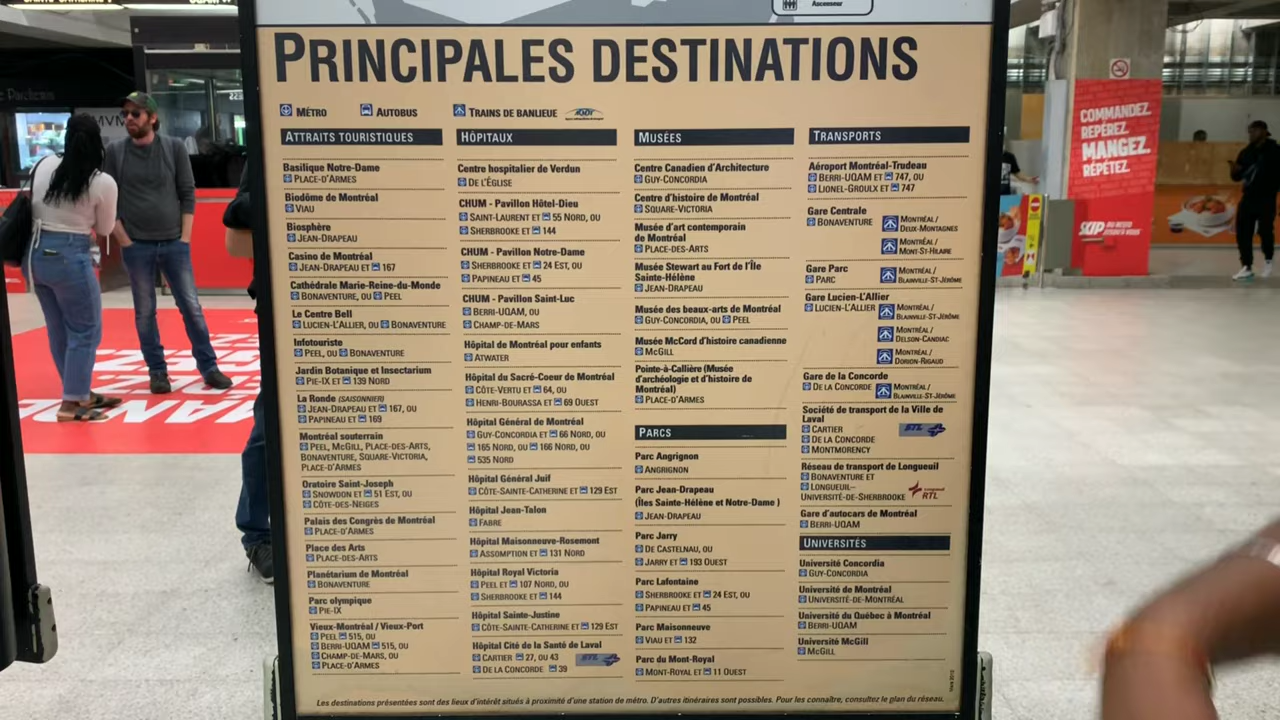 Ascenseur
PRINCIPALES DESTINATIONS
MÉTRO
AUTOBUS
TRAINS DE BANLIEUE
ATTRAITS TOURISTIQUES
Basilique Notre-Dame
PLACE-D'ARMES
Biodôme de Montréal
VIAU
Biosphère
JEAN-DRAPEAU
Casino de Montréal
JEAN-DRAPEAU ET 167
Cathédrale Marie-Reine-du-Monde
BONAVENTURE, OU PEEL
Le Centre Bell
LUCIEN-L'ALLIER, OU BONAVENTURE
Infotouriste
PEEL, OU BONAVENTURE
Jardin Botanique et Insectarium
PIE-IX ET 139 NORD
La Ronde (SAISONNIER)
JEAN-DRAPEAU ET 167, OU
PAPINEAU ET 169
Montréal souterrain
PEEL, MCGILL, PLACE-DES-ARTS,
BONAVENTURE, SQUARE-VICTORIA,
PLACE-D'ARMES
Oratoire Saint-Joseph
SNOWDON ET 51 EST, OU
CÔTE-DES-NEIGES
Palais des Congrès de Montréal
PLACE-D'ARMES
Place des Arts
PLACE-DES-ARTS
Planétarium de Montréal
BONAVENTURE
Parc olympique
PIE-IX
Vieux-Montréal / Vieux-Port
PEEL 515, OU
BERRI-UQAM 515, OU
CHAMP-DE-MARS, OU
PLACE-D'ARMES
HÔPITAUX
Centre hospitalier de Verdun
DE L'ÉGLISE
CHUM - Pavillon Hôtel-Dieu
SAINT-LAURENT ET 55 NORD, OU
SHERBROOKE ET 144
CHUM - Pavillon Notre-Dame
SHERBROOKE ET 24 EST, OU
PAPINEAU ET 45
CHUM - Pavillon Saint-Luc
BERRI-UQAM, OU
CHAMP-DE-MARS
Hôpital de Montréal pour enfants
ATWATER
Hôpital du Sacré-Coeur de Montréal
CÔTE-VERTU ET 64, OU
HENRI-BOURASSA ET 69 OUEST
Hôpital Général de Montréal
GUY-CONCORDIA ET 66 NORD, OU
165 NORD, OU 166 NORD, OU
535 NORD
Hôpital Général Juif
CÔTE-SAINTE-CATHERINE ET 129 EST
Hôpital Jean-Talon
FABRE
Hôpital Maisonneuve-Rosemont
ASSOMPTION ET 131 NORD
Hôpital Royal Victoria
PEEL ET 107 NORD, OU
SHERBROOKE ET 144
Hôpital Sainte-Justine
CÔTE-SAINTE-CATHERINE ET 129 EST
Hôpital Cité de la Santé de Laval
CARTIER 27, OU 43
DE LA CONCORDE 39
STL
MUSÉES
Centre Canadien d'Architecture
GUY-CONCORDIA
Centre d'histoire de Montréal
SQUARE-VICTORIA
Musée d'art contemporain
de Montréal
PLACE-DES-ARTS
Musée Stewart au Fort de l'Île
Sainte-Hélène
JEAN-DRAPEAU
Musée des beaux-arts de Montréal
GUY-CONCORDIA, OU PEEL
Musée McCord d'histoire canadienne
MCGILL
Pointe-à-Callière (Musée
d'archéologie et d'histoire de
Montréal)
PLACE-D'ARMES
PARCS
Parc Angrignon
ANGRIGNON
Parc Jean-Drapeau
(Îles Sainte-Hélène et Notre-Dame )
JEAN-DRAPEAU
Parc Jarry
DE CASTELNAU, OU
JARRY ET 193 OUEST
Parc Lafontaine
SHERBROOKE ET 24 EST, OU
PAPINEAU ET 45
Parc Maisonneuve
VIAU ET 132
Parc du Mont-Royal
MONT-ROYAL ET 11 OUEST
TRANSPORTS
Aéroport Montréal-Trudeau
BERRI-UQAM ET 747, OU
LIONEL-GROULX ET 747
Gare Centrale
BONAVENTURE
MONTRÉAL /
DEUX-MONTAGNES
MONTRÉAL /
MONT-ST-HILAIRE
Gare Parc
PARC
MONTRÉAL /
BLAINVILLE-ST-JÉRÔME
Gare Lucien-L'Allier
LUCIEN-L'ALLIER
MONTRÉAL /
BLAINVILLE-ST-JÉRÔME
MONTRÉAL /
DELSON-CANDIAC
MONTRÉAL /
DORION-RIGAUD
Gare de la Concorde
DE LA CONCORDE
MONTRÉAL /
BLAINVILLE-ST-JÉRÔME
Société de transport de la Ville de
Laval
CARTIER
DE LA CONCORDE
MONTMORENCY
STL
Réseau de transport de Longueuil
BONAVENTURE ET
LONGUEUIL–
UNIVERSITÉ-DE-SHERBROOKE
RTL
Gare d'autocars de Montréal
BERRI-UQAM
UNIVERSITÉS
Université Concordia
GUY-CONCORDIA
Université de Montréal
UNIVERSITÉ-DE-MONTRÉAL
Université du Québec à Montréal
BERRI-UQAM
Université McGill
MCGILL
Les destinations présentées sont des lieux d'intérêt situés à proximité d'une station de métro. D'autres itinéraires sont possibles. Pour les connaître, consultez le plan du réseau.
COMMANDEZ.
REPÉREZ.
MANGEZ.
RÉPÉTEZ.
SKIP